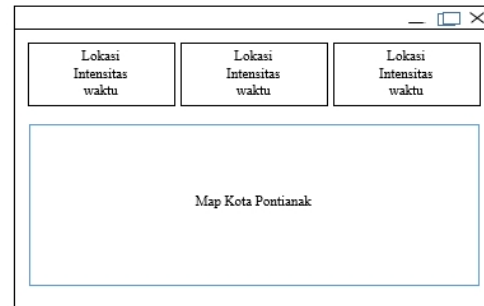 Lokasi
Intensitas
waktu
Lokasi
Intensitas
waktu
Lokasi
Intensitas
waktu
Map Kota Pontianak